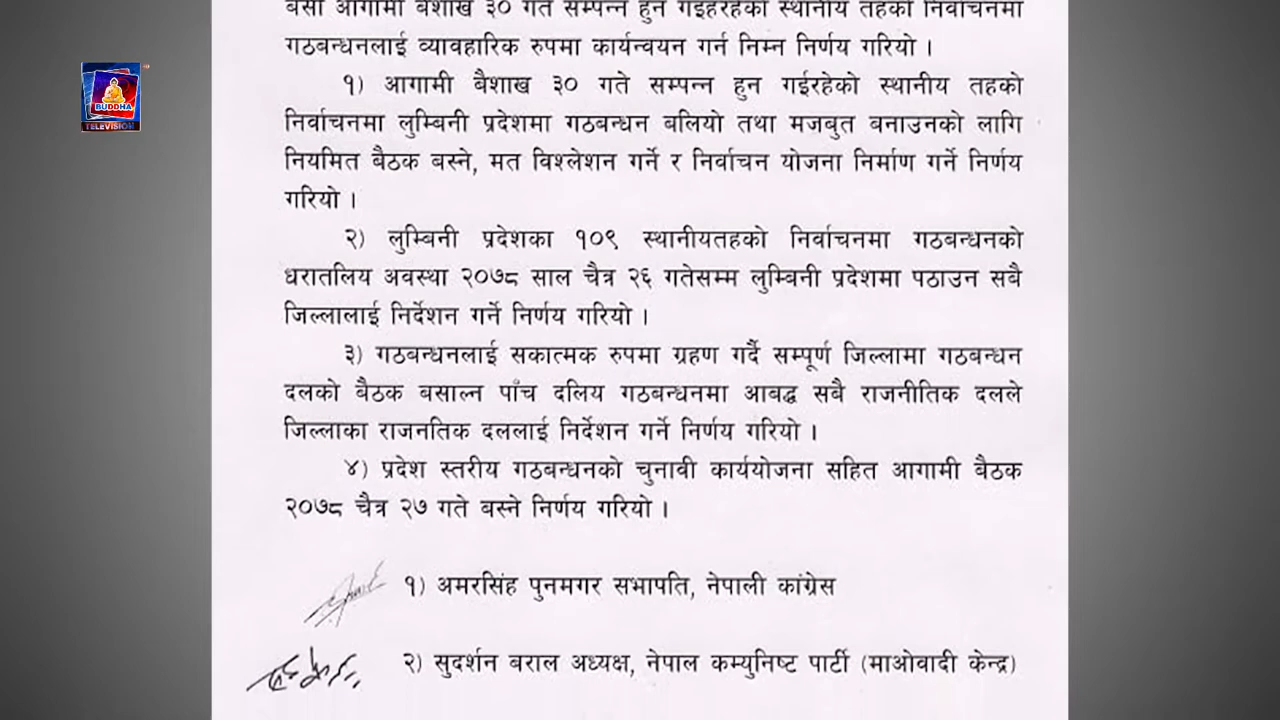 बसी आगामी बैशाख ३० गते सम्पन्न हुन गईरहेको स्थानीय तहको निर्वाचनमा
गठबन्धनलाई व्यावहारिक रुपमा कार्यन्वयन गर्न निम्न निर्णय गरियो ।
१) आगामी बैशाख ३० गते सम्पन्न हुन गईरहेको स्थानीय तहको
निर्वाचनमा लुम्बिनी प्रदेशमा गठबन्धन बलियो तथा मजबुत बनाउनको लागि
नियमित बैठक बस्ने, मत विश्लेशन गर्ने र निर्वाचन योजना निर्माण गर्ने निर्णय
गरियो ।
२) लुम्बिनी प्रदेशका १०९ स्थानीयतहको निर्वाचनमा गठबन्धनको
धरातलिय अवस्था २०७८ साल चैत्र २६ गतेसम्म लुम्बिनी प्रदेशमा पठाउन सबै
जिल्लालाई निर्देशन गर्ने निर्णय गरियो ।
३) गठबन्धनलाई सकात्मक रुपमा ग्रहण गर्दै सम्पूर्ण जिल्लामा गठबन्धन
दलको बैठक बसाल्न पाँच दलिय गठबन्धनमा आबद्ध सबै राजनीतिक दलले
जिल्लाका राजनतिक दललाई निर्देशन गर्ने निर्णय गरियो ।
४) प्रदेश स्तरीय गठबन्धनको चुनावी कार्ययोजना सहित आगामी बैठक
२०७८ चैत्र २७ गते बस्ने निर्णय गरियो ।
१) अमरसिंह पुनमगर सभापति, नेपाली कांग्रेस
२) सुदर्शन बराल अध्यक्ष, नेपाल कम्युनिष्ट पार्टी (माओवादी केन्द्र)
BUDDHA
TELEVISION